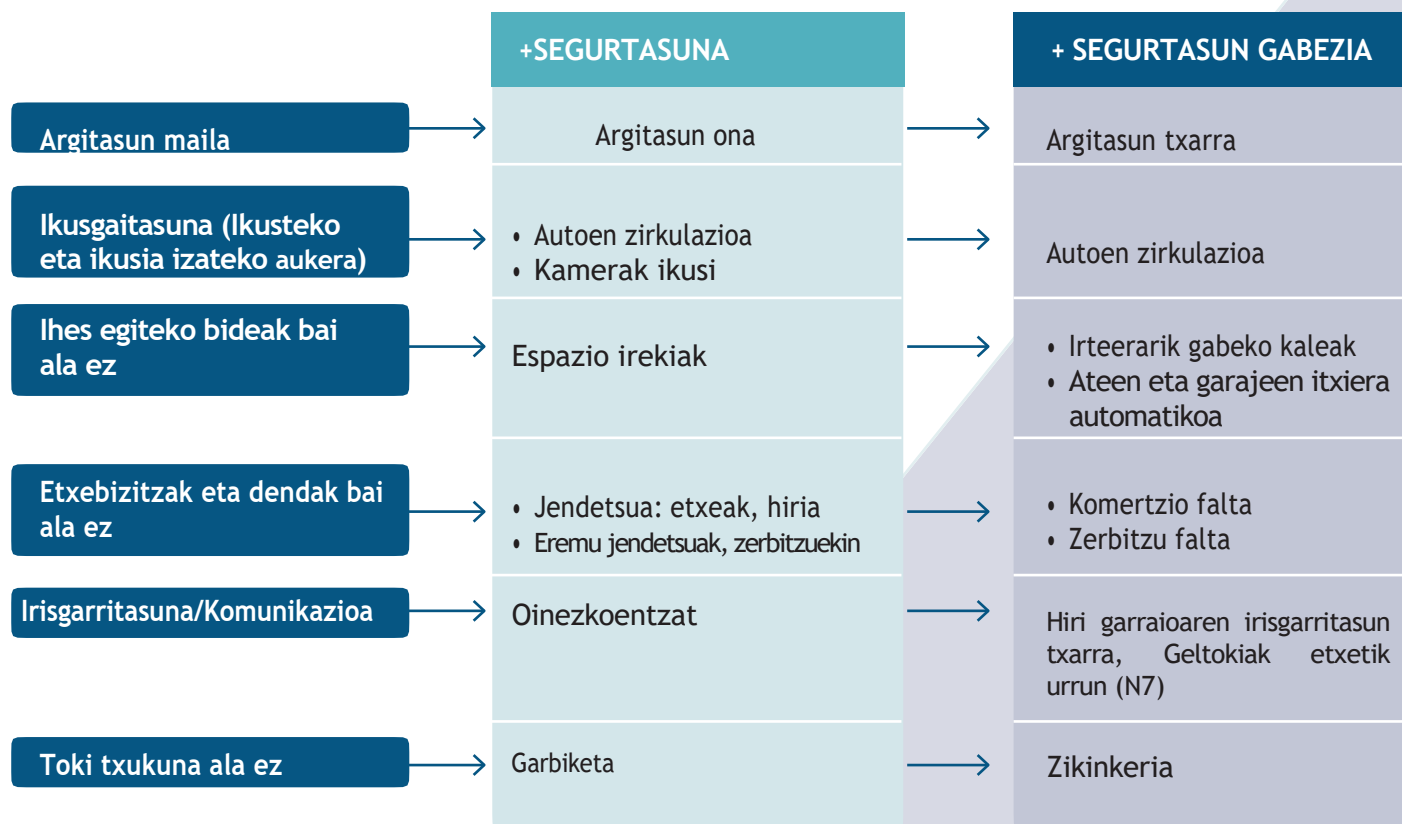 +SEGURTASUNA
+ SEGURTASUN GABEZIA
Argitasun maila
Argitasun ona
Argitasun txarra
Ikusgaitasuna (Ikusteko
eta ikusia izateko aukera)
• Autoen zirkulazioa
• Kamerak ikusi
Autoen zirkulazioa
Ihes egiteko bideak bai
ala ez
Espazio irekiak
• Irteerarik gabeko kaleak
• Ateen eta garajeen itxiera
automatikoa
Etxebizitzak eta dendak bai
ala ez
• Jendetsua: etxeak, hiria
• Eremu jendetsuak, zerbitzuekin
• Komertzio falta
• Zerbitzu falta
Irisgarritasuna/Komunikazioa
Oinezkoentzat
Hiri garraioaren irisgarritasun
txarra, Geltokiak etxetik
urrun (N7)
Toki txukuna ala ez
Garbiketa
Zikinkeria